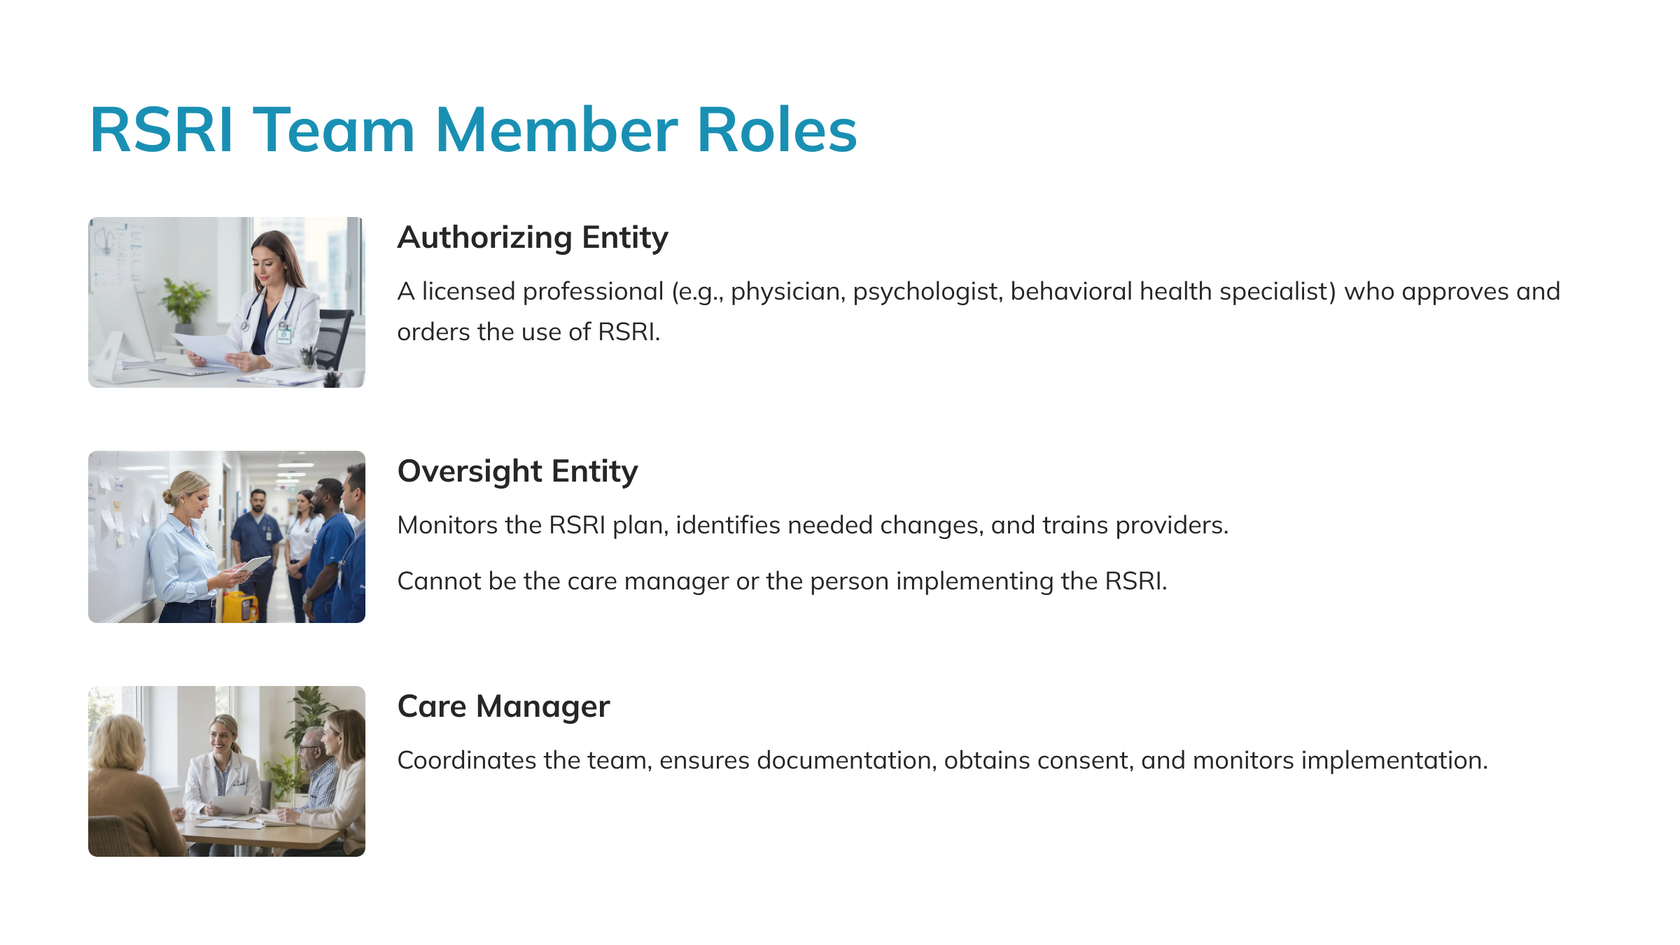 RSRI Team Member Roles
Authorizing Entity
A licensed professional (e.g., physician, psychologist, behavioral health specialist) who approves and
orders the use of RSRI.
Oversight Entity
Monitors the RSRI plan, identifies needed changes, and trains providers.
Cannot be the care manager or the person implementing the RSRI.
Care Manager
Coordinates the team, ensures documentation, obtains consent, and monitors implementation.